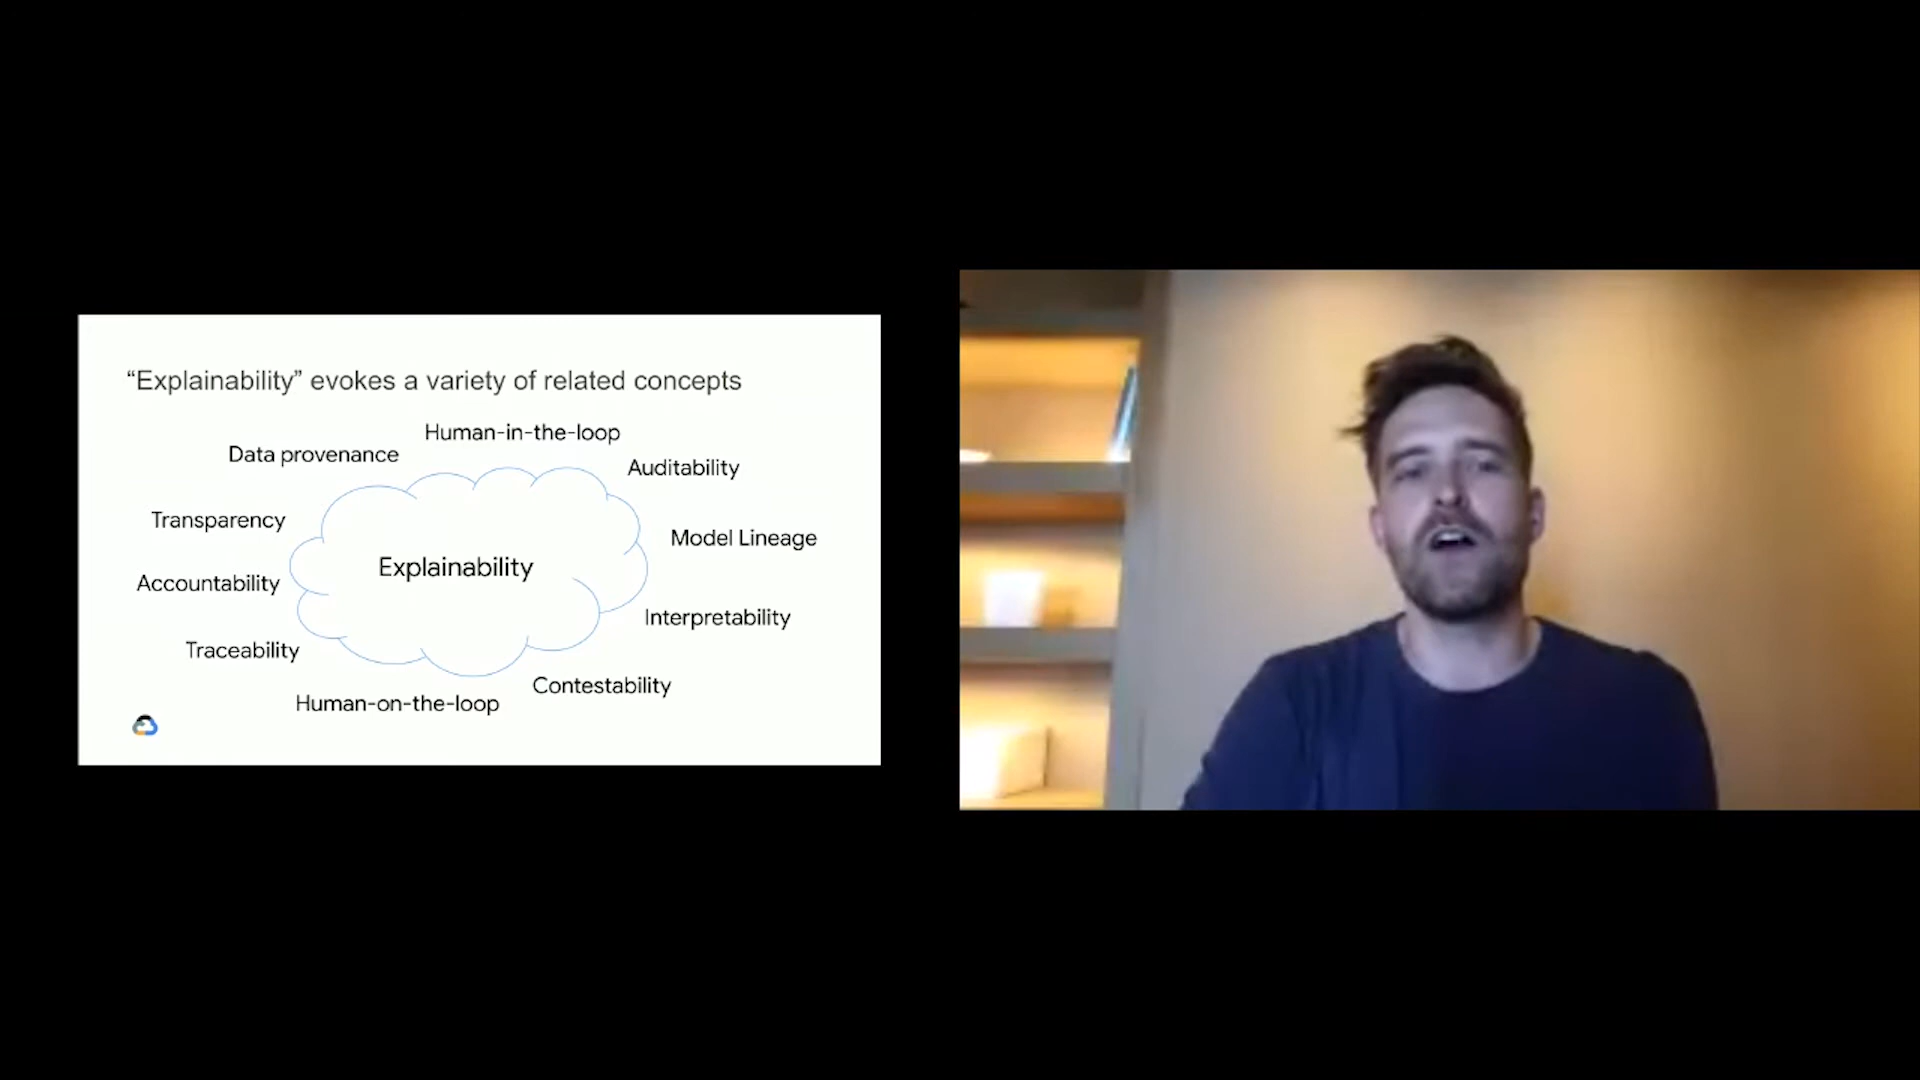 “Explainability” evokes a variety of related concepts
Human-in-the-loop
Data provenance
Auditability
Transparency
Model Lineage
Explainability
Accountability
Interpretability
Traceability
Contestability
Human-on-the-loop